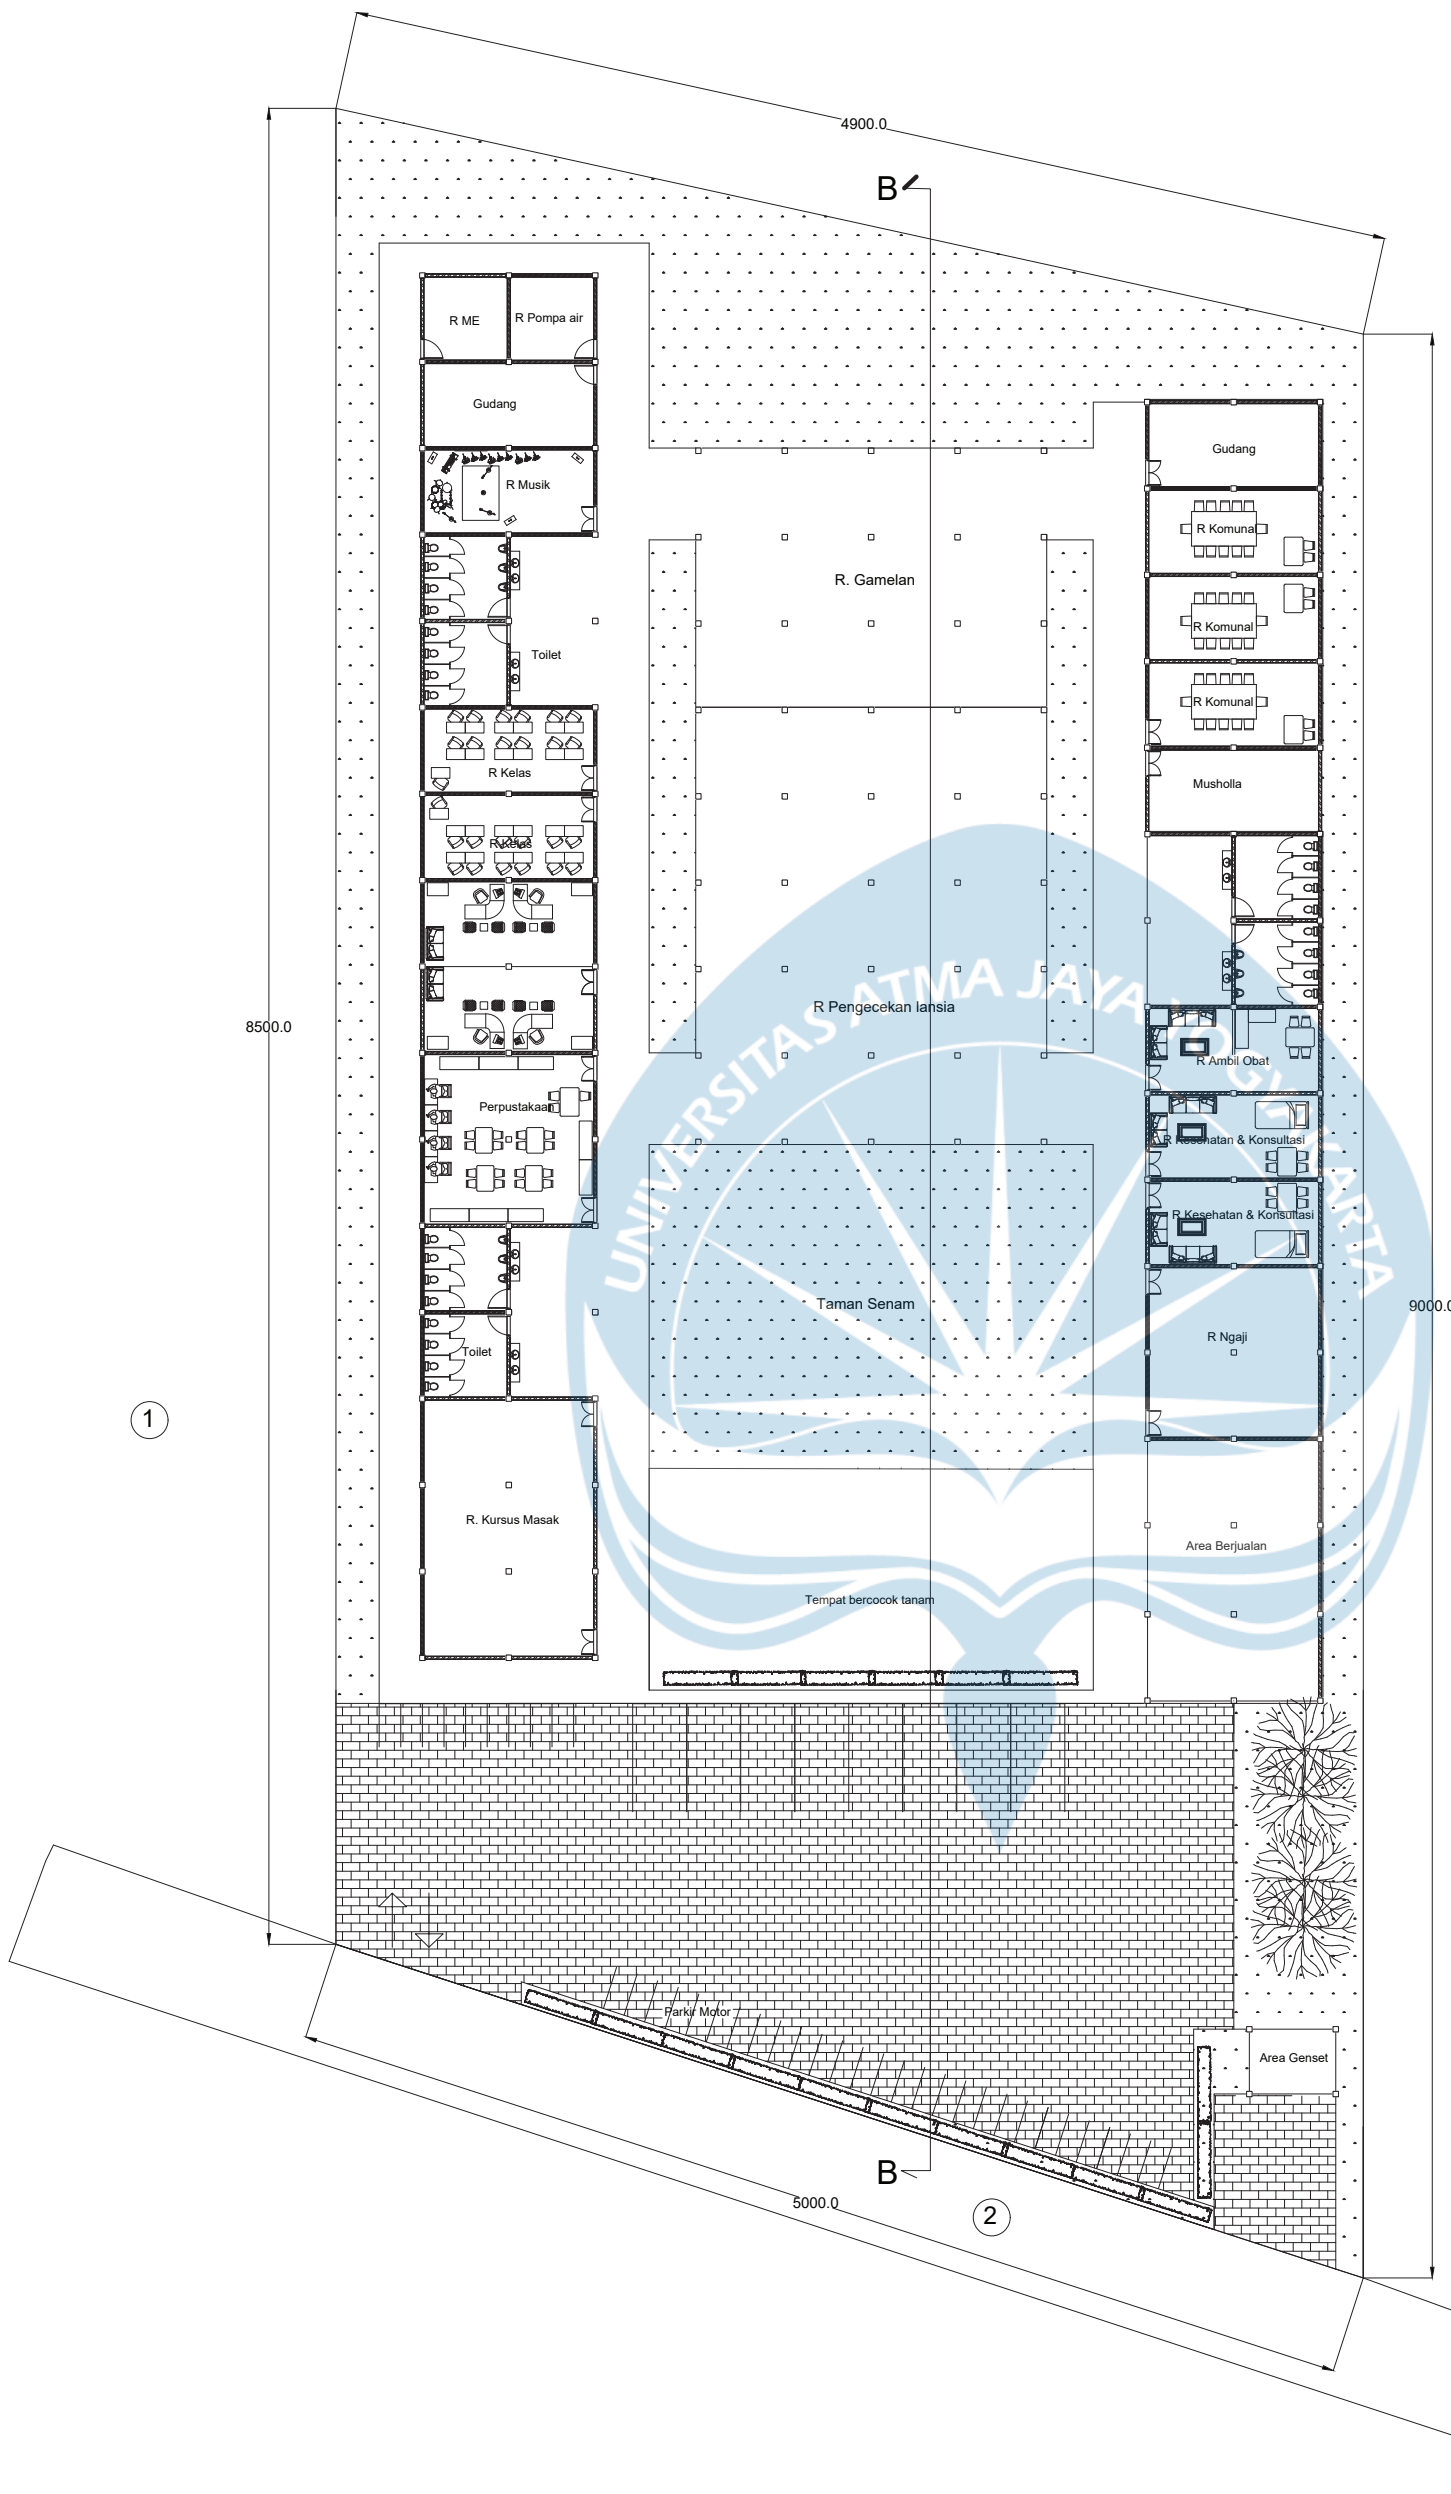 4900.0
B
R ME
R Pompa air
Gudang
Gudang
R Musik
R Komunal
R. Gamelan
R Komunal
Toilet
R Komunal
R Kelas
Musholla
R Kelas
R Pengecekan lansia
UNIVERSITAS ATMA JAYA YOGYAKARTA
8500.0
R Ambil Obat
Perpustakaan
R Kesehatan & Konsultasi
R Kesehatan & Konsultasi
Taman Senam
9000.0
R Ngaji
Toilet
1
R. Kursus Masak
Area Berjualan
Tempat bercocok tanam
Parkir Motor
Area Genset
B
5000.0
2